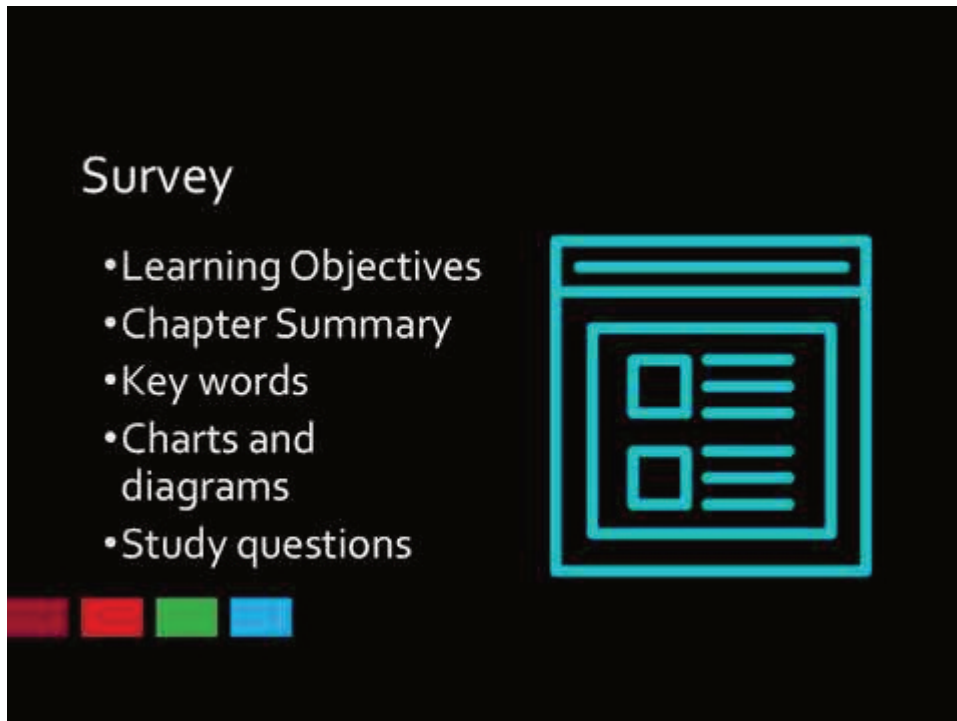 Survey
•Learning Objectives
•Chapter Summary
•Key words
•Charts and
diagrams
•Study questions